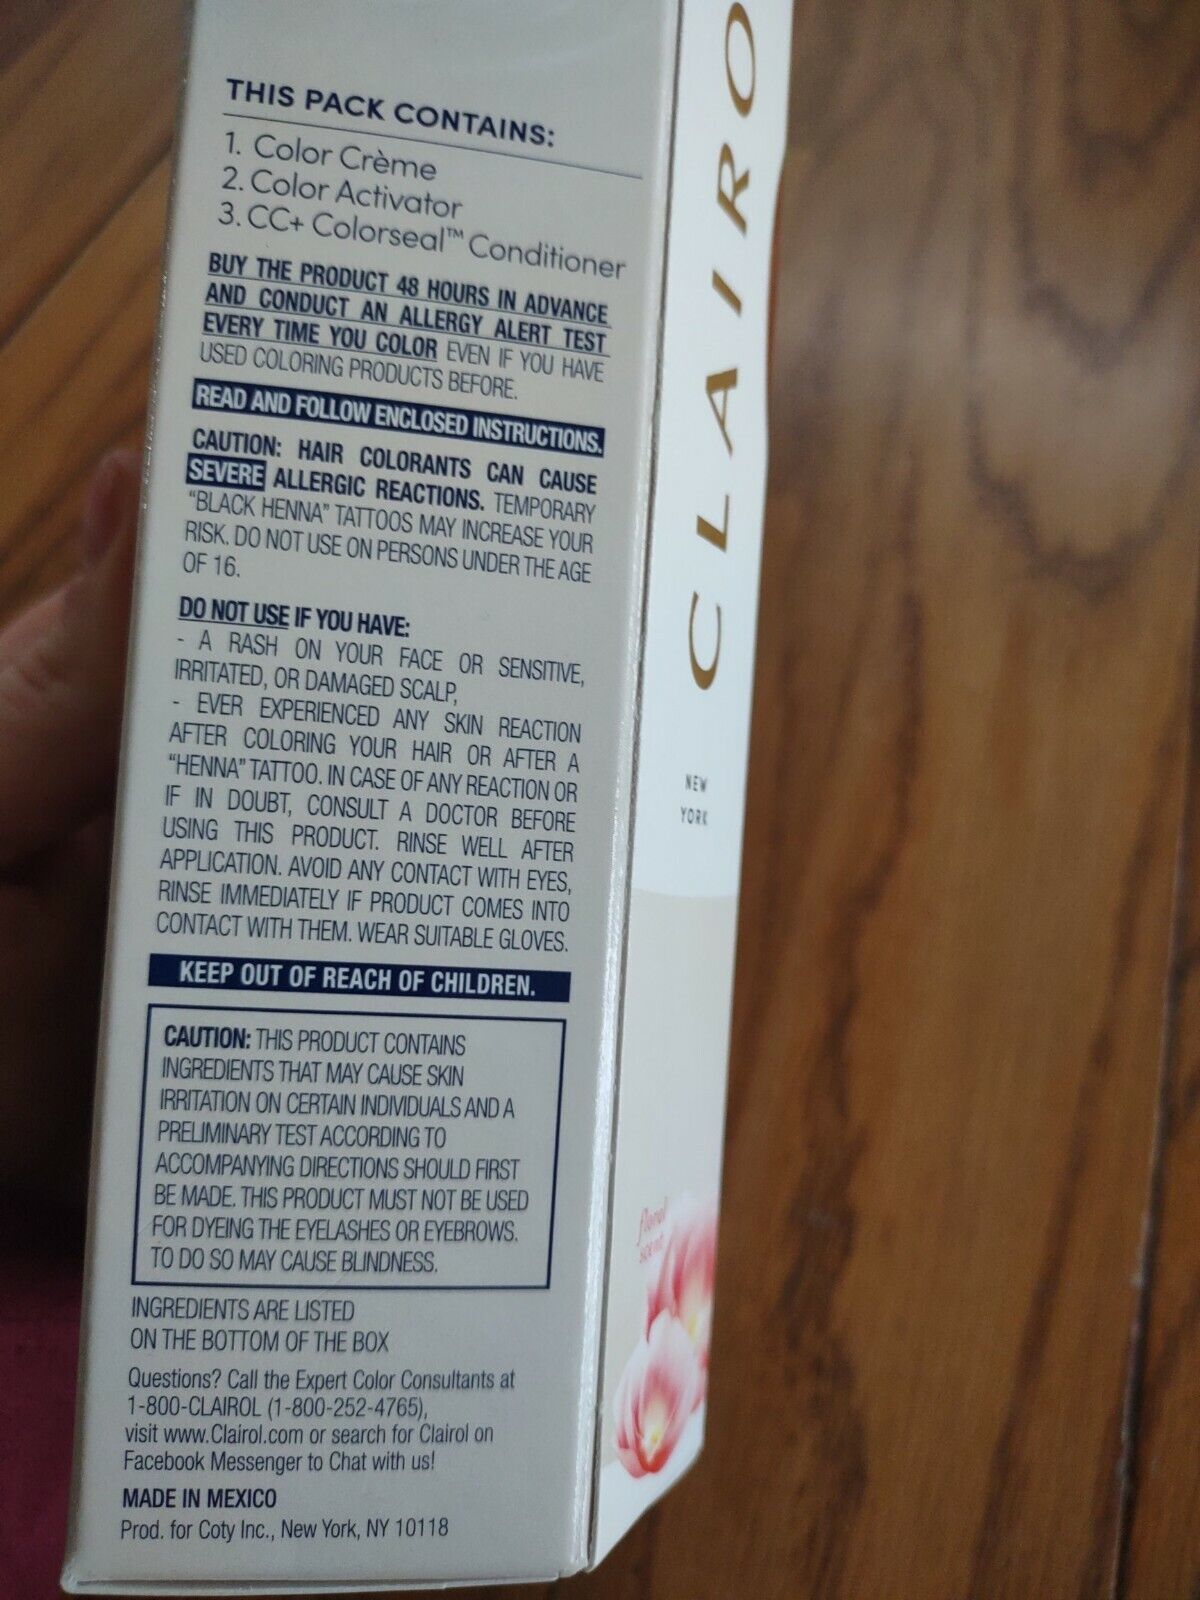 THIS PACK CONTAINS:
1. Color Crème
2. Color Activator
3. CC+ Colorseal™ Conditioner
BUY THE PRODUCT 48 HOURS IN ADVANCE
AND CONDUCT AN ALLERGY ALERT TEST
EVERY TIME YOU COLOR EVEN IF YOU HAVE
USED COLORING PRODUCTS BEFORE.
READ AND FOLLOW ENCLOSED INSTRUCTIONS.
CAUTION: HAIR COLORANTS CAN CAUSE
SEVERE ALLERGIC REACTIONS. TEMPORARY
“BLACK HENNA” TATTOOS MAY INCREASE YOUR
RISK. DO NOT USE ON PERSONS UNDER THE AGE
OF 16.
DO NOT USE IF YOU HAVE:
- A RASH ON YOUR FACE OR SENSITIVE,
IRRITATED, OR DAMAGED SCALP,
- EVER EXPERIENCED ANY SKIN REACTION
AFTER COLORING YOUR HAIR OR AFTER A
“HENNA” TATTOO. IN CASE OF ANY REACTION OR
IF IN DOUBT, CONSULT A DOCTOR BEFORE
USING THIS PRODUCT. RINSE WELL AFTER
APPLICATION. AVOID ANY CONTACT WITH EYES,
RINSE IMMEDIATELY IF PRODUCT COMES INTO
CONTACT WITH THEM. WEAR SUITABLE GLOVES.
KEEP OUT OF REACH OF CHILDREN.
CAUTION: THIS PRODUCT CONTAINS
INGREDIENTS THAT MAY CAUSE SKIN
IRRITATION ON CERTAIN INDIVIDUALS AND A
PRELIMINARY TEST ACCORDING TO
ACCOMPANYING DIRECTIONS SHOULD FIRST
BE MADE. THIS PRODUCT MUST NOT BE USED
FOR DYEING THE EYELASHES OR EYEBROWS.
TO DO SO MAY CAUSE BLINDNESS.
INGREDIENTS ARE LISTED
ON THE BOTTOM OF THE BOX
Questions? Call the Expert Color Consultants at
1-800-CLAIROL (1-800-252-4765),
visit www.Clairol.com or search for Clairol on
Facebook Messenger to Chat with us!
MADE IN MEXICO
Prod. for Coty Inc., New York, NY 10118
CLAIRO
NEW
YORK
floral
scent